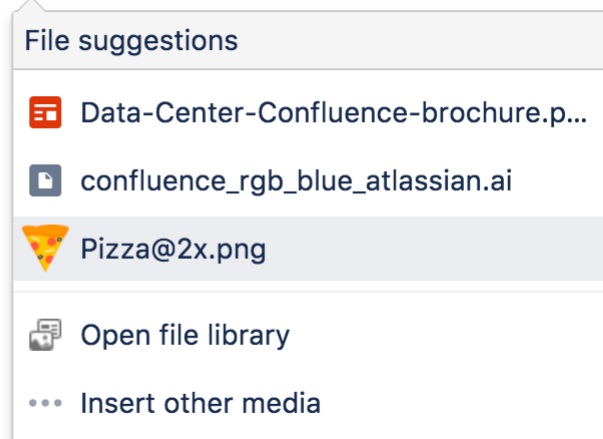 File suggestions
Data-Center-Confluence-brochure.p...
confluence_rgb_blue_atlassian.ai
Pizza@2x.png
Open file library
Insert other media